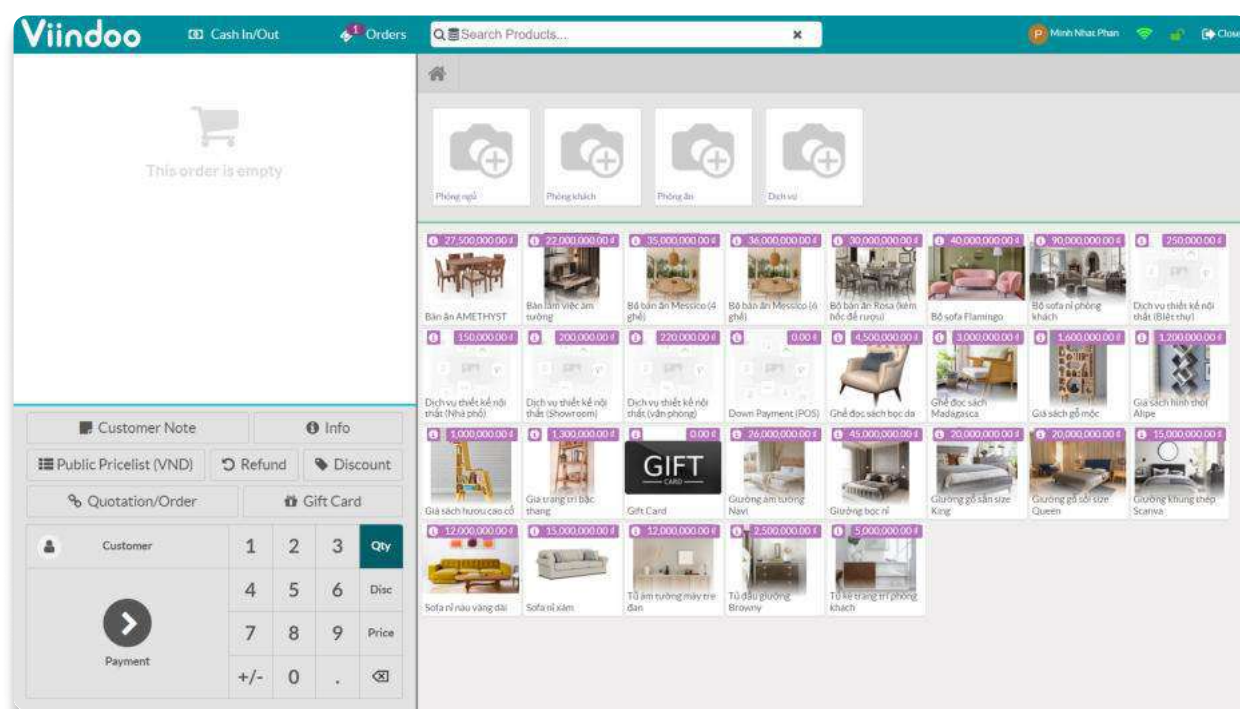 Viindoo
Cash In/Out
1
Orders
Search Products...
P
Minh Nhat Phan
Close
This order is empty
Phòng ngủ
Phòng khách
Phòng ăn
Dịch vụ
27,500,000.00 ₫
22,000,000.00 ₫
35,000,000.00 ₫
36,000,000.00 ₫
30,000,000.00 ₫
40,000,000.00 ₫
90,000,000.00 ₫
250,000.00 ₫
Bàn ăn AMETHYST
Bàn làm việc âm
tường
Bộ bàn ăn Messico (4
ghế)
Bộ bàn ăn Messico (6
ghế)
Bộ bàn ăn Rosa (kèm
hốc để rượu)
Bộ sofa Flamingo
Bộ sofa nỉ phòng
khách
Dịch vụ thiết kế nội
thất (Biệt thự)
150,000.00 ₫
200,000.00 ₫
220,000.00 ₫
0.00 ₫
4,500,000.00 ₫
3,000,000.00 ₫
1,600,000.00 ₫
1,200,000.00 ₫
Dịch vụ thiết kế nội
thất (Nhà phố)
Dịch vụ thiết kế nội
thất (Showroom)
Dịch vụ thiết kế nội
thất (văn phòng)
Down Payment (POS)
Ghế đọc sách bọc da
Ghế đọc sách
Madagasca
Giá sách gỗ mộc
Giá sách hình thoi
Alipe
1,000,000.00 ₫
1,300,000.00 ₫
0.00 ₫
26,000,000.00 ₫
45,000,000.00 ₫
20,000,000.00 ₫
20,000,000.00 ₫
15,000,000.00 ₫
GIFT
CARD
Giá sách hươu cao cổ
Giá trang trí bậc
thang
Gift Card
Giường âm tường
Navi
Giường bọc nỉ
Giường gỗ sần size
King
Giường gỗ sồi size
Queen
Giường khung thép
Scanva
12,000,000.00 ₫
15,000,000.00 ₫
12,000,000.00 ₫
2,500,000.00 ₫
5,000,000.00 ₫
Sofa nỉ nâu vàng dài
Sofa nỉ xám
Tủ âm tường mây tre
đan
Tủ đầu giường
Browny
Tủ kệ trang trí phòng
khách
Customer Note
Info
Public Pricelist (VND)
Refund
Discount
Quotation/Order
Gift Card
Customer
1 2 3 Qty
4 5 6 Disc
7 8 9 Price
+/- 0 .
Payment